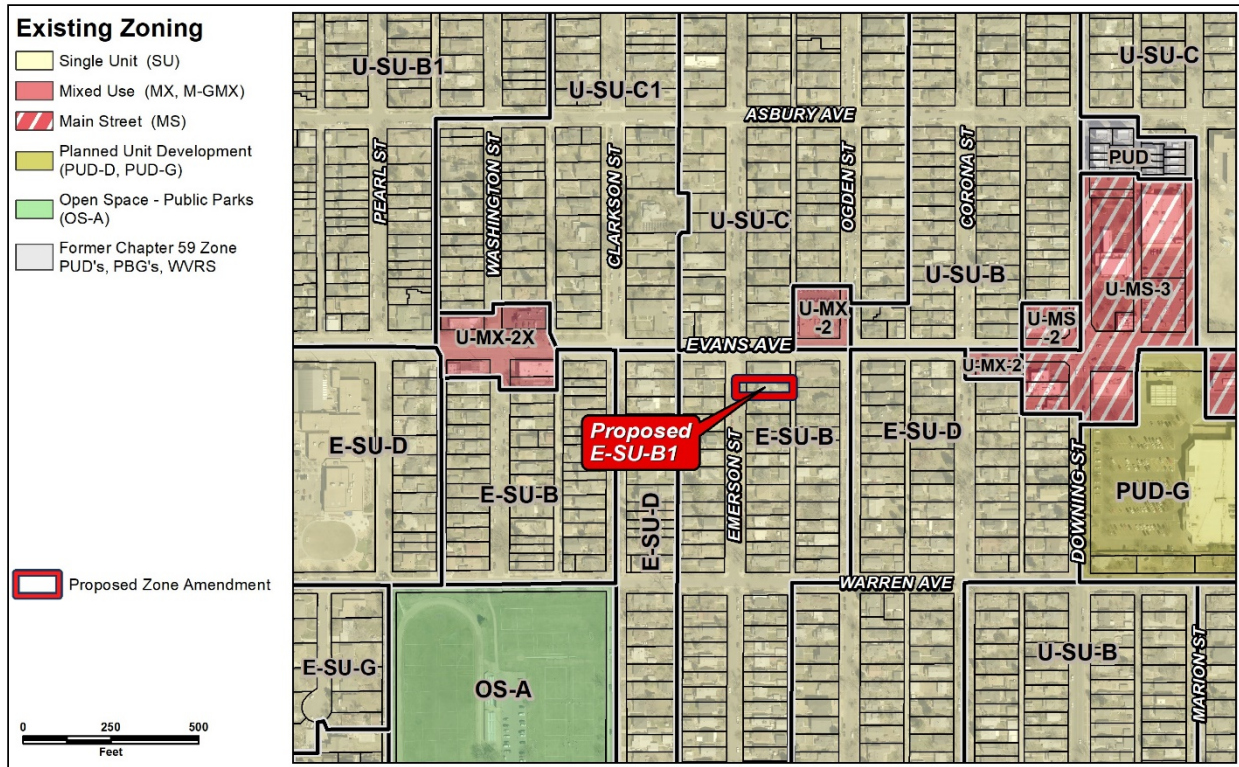 Existing Zoning
Single Unit (SU)
Mixed Use (MX, M-GMX)
Main Street (MS)
Planned Unit Development
(PUD-D, PUD-G)
Open Space - Public Parks
(OS-A)
Former Chapter 59 Zone
PUD's, PBG's, WVRS
Proposed Zone Amendment
0 250 500
Feet
U-SU-B1
U-SU-C1
U-SU-C
ASBURY AVE
PEARL ST
WASHINGTON ST
CLARKSON ST
U-SU-C
OGDEN ST
CORONA ST
PUD
U-SU-B
U-MS-3
U-MX-2X
U-MX
-2
U-MS
-2
EVANS AVE
U-MX-2
Proposed
E-SU-B1
E-SU-D
E-SU-B
E-SU-D
EMERSON ST
E-SU-B
E-SU-D
DOWNING ST
PUD-G
WARREN AVE
E-SU-G
OS-A
U-SU-B
MARION ST